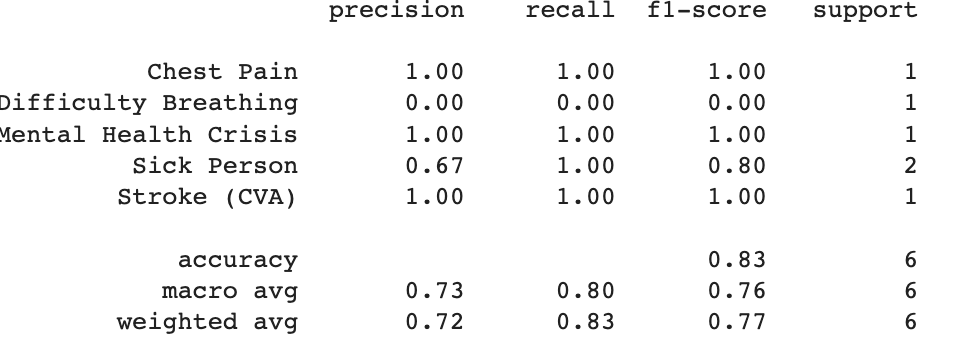 precision recall f1-score support
Chest Pain 1.00 1.00 1.00 1
Difficulty Breathing 0.00 0.00 0.00 1
Mental Health Crisis 1.00 1.00 1.00 1
Sick Person 0.67 1.00 0.80 2
Stroke (CVA) 1.00 1.00 1.00 1
accuracy 0.83 6
macro avg 0.73 0.80 0.76 6
weighted avg 0.72 0.83 0.77 6